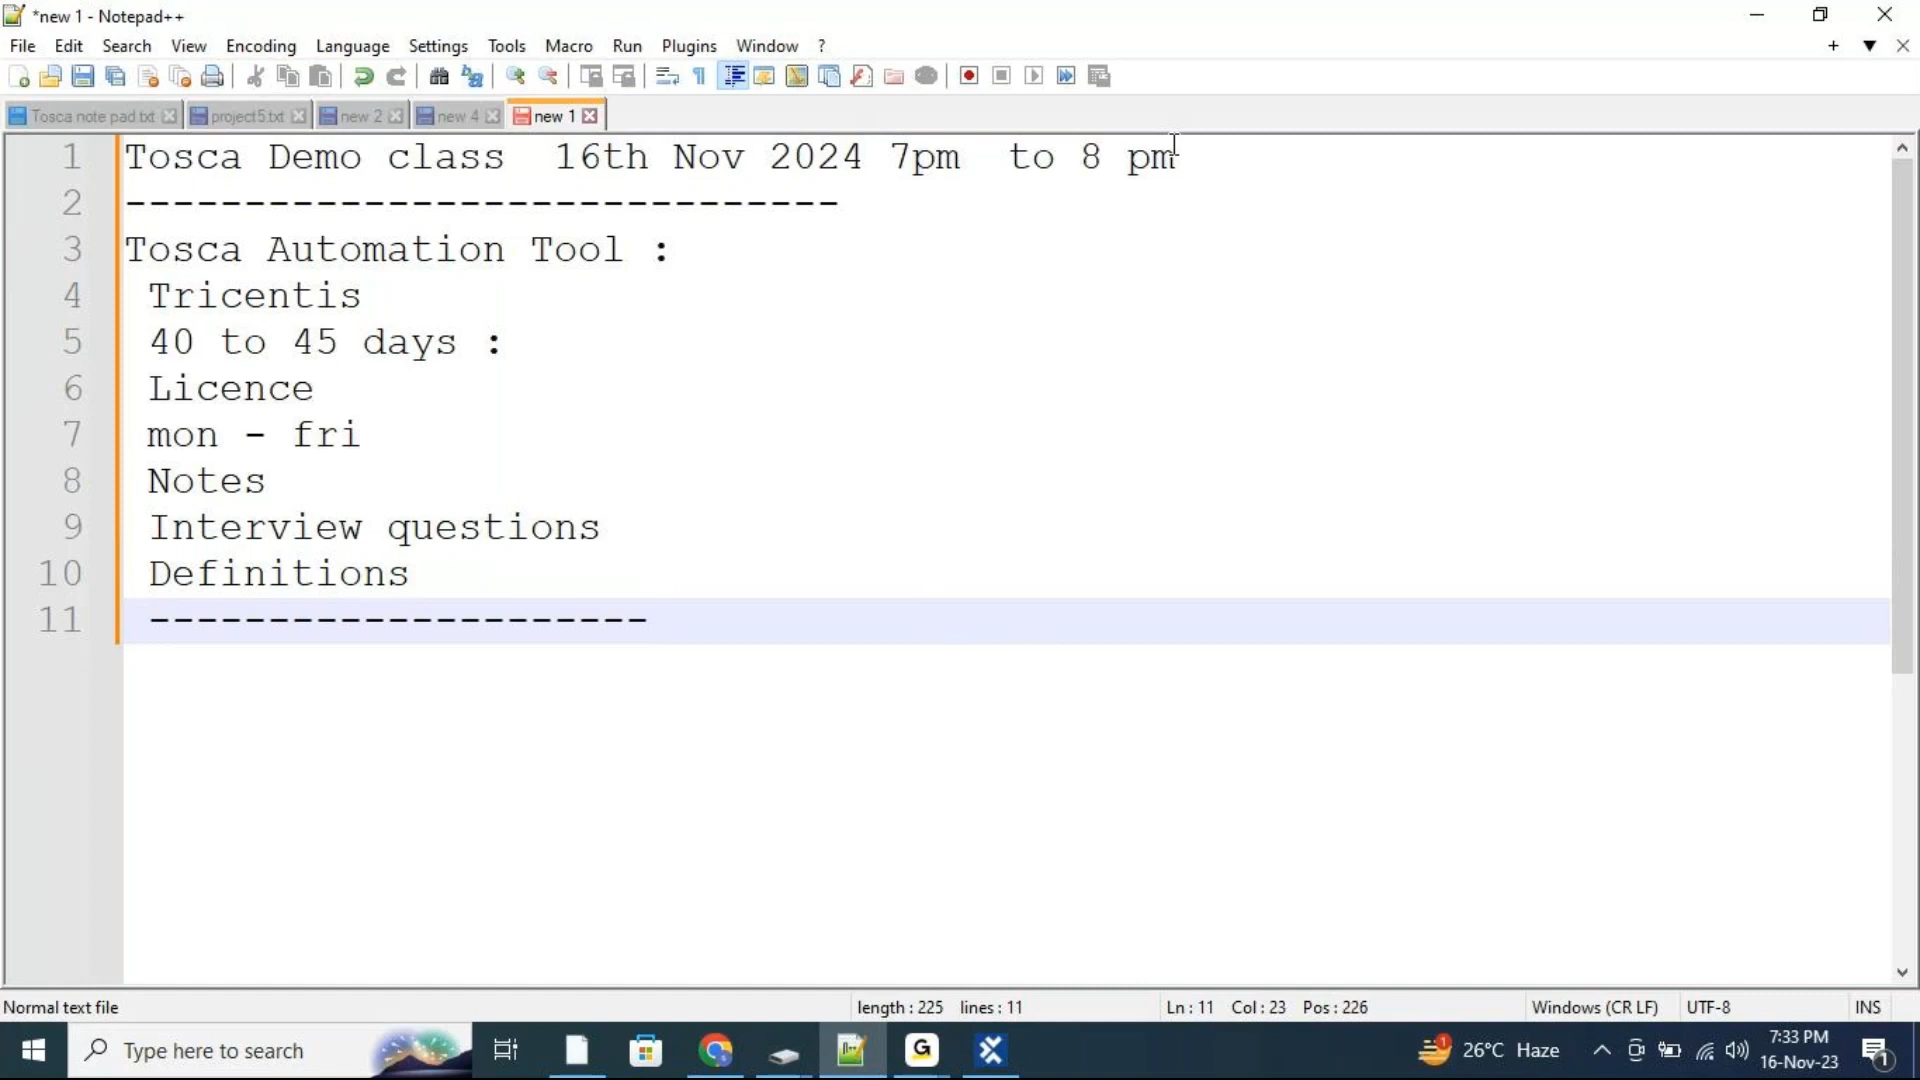 *new 1 - Notepad++
File Edit Search View Encoding Language Settings Tools Macro Run Plugins Window ?
Tosca note pad.txt project5.txt new 2 new 4 new 1
1 Tosca Demo class  16th Nov 2024 7pm  to 8 pm
2 ------------------------------
3 Tosca Automation Tool :
4 Tricentis
5 40 to 45 days :
6 Licence
7 mon - fri
8 Notes
9 Interview questions
10 Definitions
11 ---------------------
Normal text file length : 225 lines : 11 Ln : 11 Col : 23 Pos : 226 Windows (CR LF) UTF-8 INS
Type here to search G 26°C Haze 7:33 PM
16-Nov-23 1